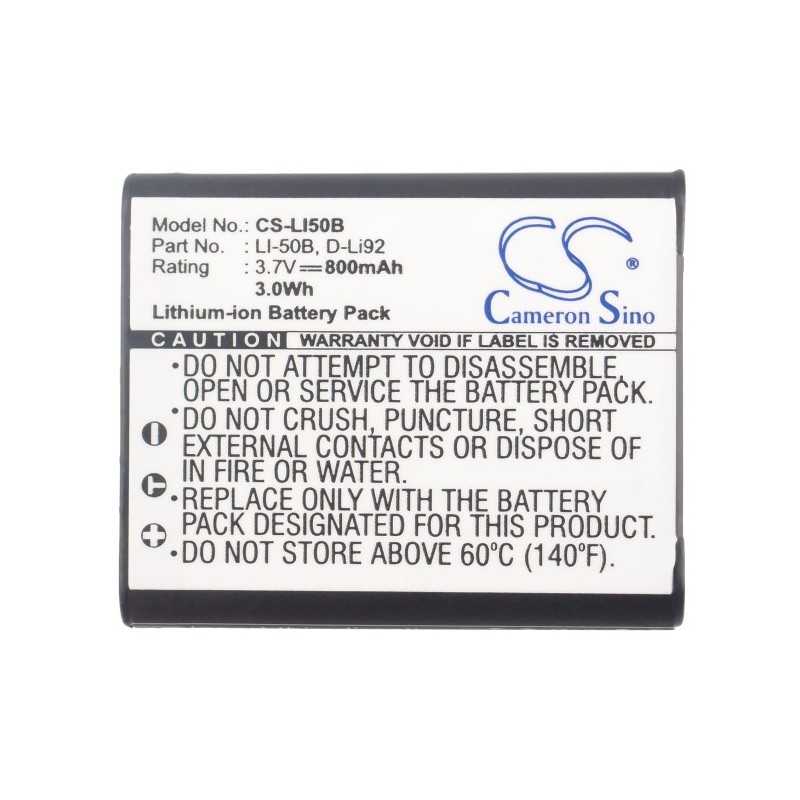 Model No.: CS-LI50B
Part No. : LI-50B, D-Li92
Rating : 3.7V⎓800mAh
3.0Wh
Lithium-ion Battery Pack
CS ®
Cameron Sino
CAUTION WARRANTY VOID IF LABEL IS REMOVED
•DO NOT ATTEMPT TO DISASSEMBLE,
OPEN OR SERVICE THE BATTERY PACK.
•DO NOT CRUSH, PUNCTURE, SHORT
EXTERNAL CONTACTS OR DISPOSE OF
IN FIRE OR WATER.
•REPLACE ONLY WITH THE BATTERY
PACK DESIGNATED FOR THIS PRODUCT.
•DO NOT STORE ABOVE 60°C (140°F).